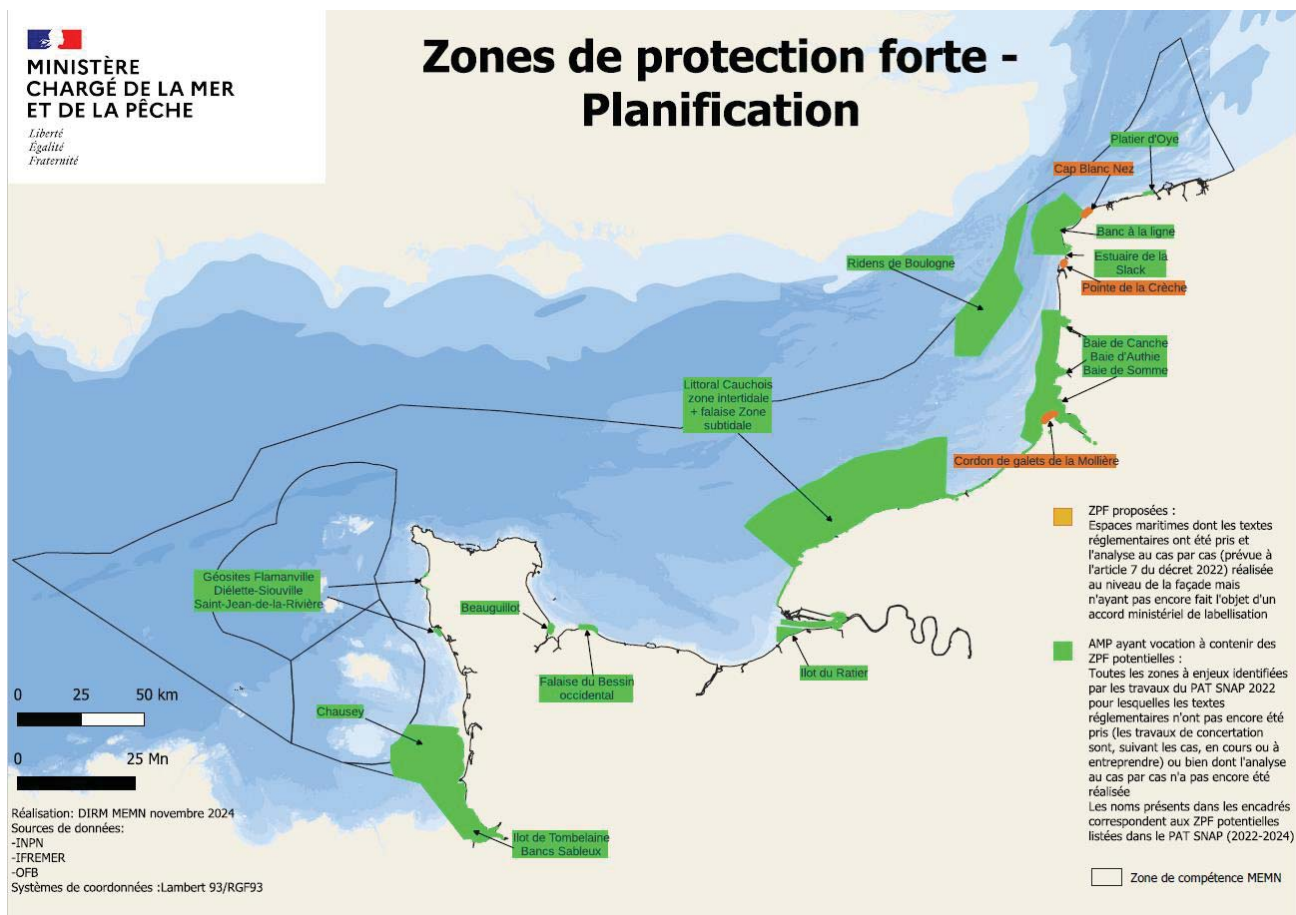 MINISTÈRE
CHARGÉ DE LA MER
ET DE LA PÊCHE
Liberté
Égalité
Fraternité
Zones de protection forte -
Planification
Platier d'Oye
Cap Blanc Nez
Banc à la ligne
Estuaire de la
Slack
Pointe de la Crèche
Ridens de Boulogne
Baie de Canche
Baie d'Authie
Baie de Somme
Littoral Cauchois
zone intertidale
+ falaise Zone
subtidale
Cordon de galets de la Mollière
Géosites Flamanville
Diélette-Siouville
Saint-Jean-de-la-Rivière
Beauguillot
Falaise du Bessin
occidental
Ilot du Ratier
Chausey
Ilot de Tombelaine
Bancs Sableux
0 25 50 km
0 25 Mn
Réalisation: DIRM MEMN novembre 2024
Sources de données:
-INPN
-IFREMER
-OFB
Systèmes de coordonnées :Lambert 93/RGF93
ZPF proposées :
Espaces maritimes dont les textes
réglementaires ont été pris et
l'analyse au cas par cas (prévue à
l'article 7 du décret 2022) réalisée
au niveau de la façade mais
n'ayant pas encore fait l'objet d'un
accord ministériel de labellisation
AMP ayant vocation à contenir des
ZPF potentielles :
Toutes les zones à enjeux identifiées
par les travaux du PAT SNAP 2022
pour lesquelles les textes
réglementaires n'ont pas encore été
pris (les travaux de concertation
sont, suivant les cas, en cours ou à
entreprendre) ou bien dont l'analyse
au cas par cas n'a pas encore été
réalisée
Les noms présents dans les encadrés
correspondent aux ZPF potentielles
listées dans le PAT SNAP (2022-2024)
Zone de compétence MEMN